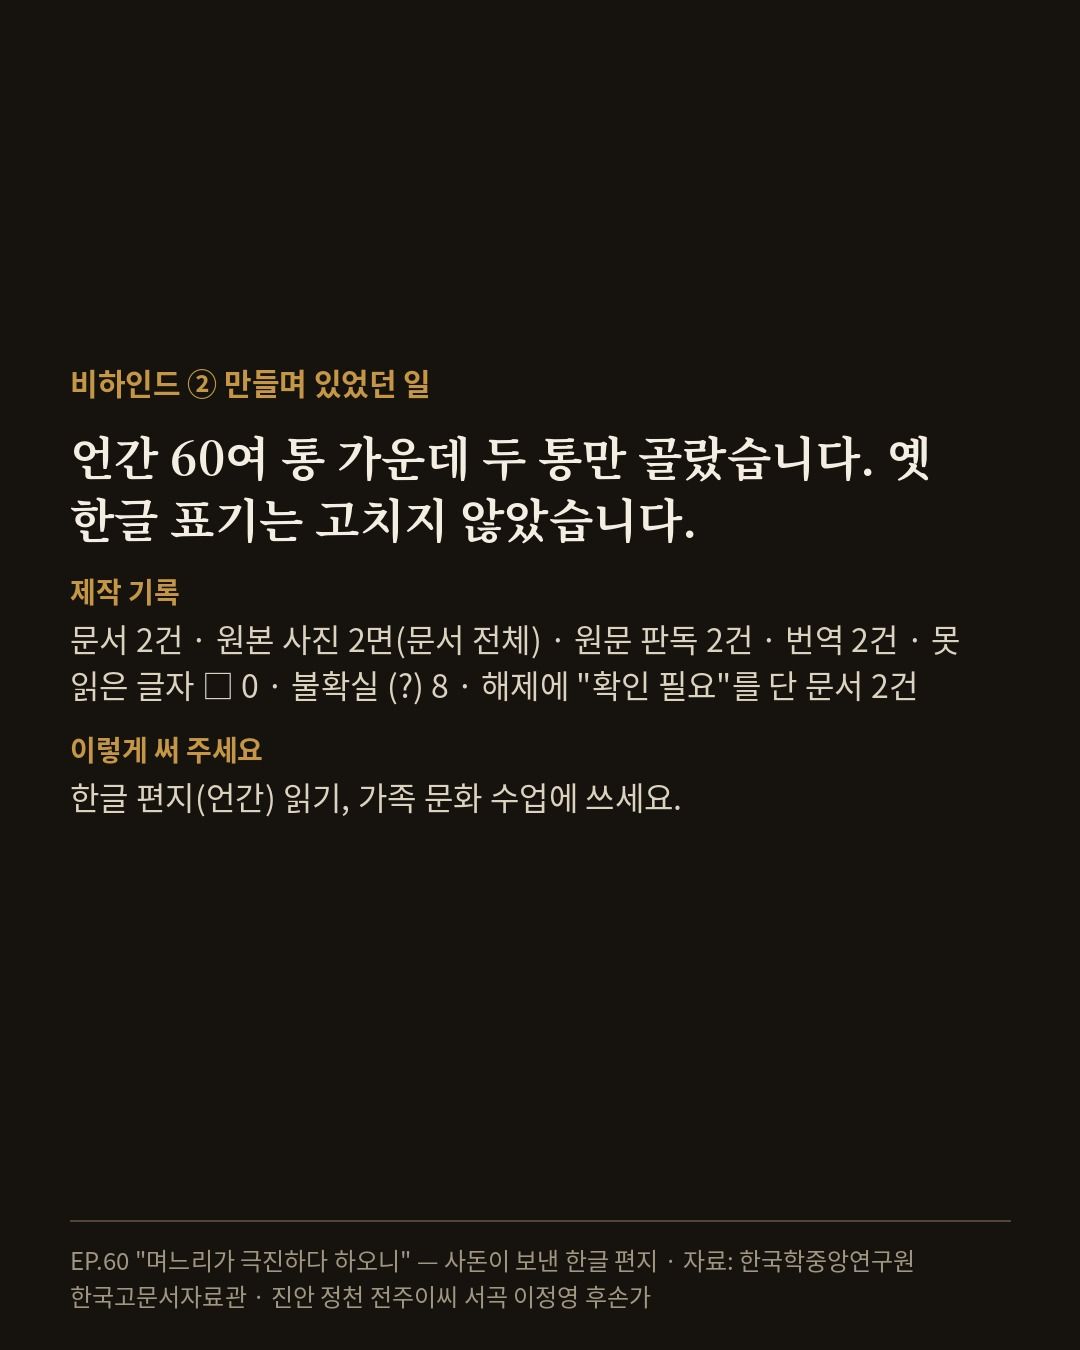 비하인드 ② 만들며 있었던 일
언간 60여 통 가운데 두 통만 골랐습니다. 옛
한글 표기는 고치지 않았습니다.
제작 기록
문서 2건 · 원본 사진 2면(문서 전체) · 원문 판독 2건 · 번역 2건 · 못
읽은 글자 □ 0 · 불확실 (?) 8 · 해제에 "확인 필요"를 단 문서 2건
이렇게 써 주세요
한글 편지(언간) 읽기, 가족 문화 수업에 쓰세요.
EP.60 "며느리가 극진하다 하오니" — 사돈이 보낸 한글 편지 · 자료: 한국학중앙연구원
한국고문서자료관 · 진안 정천 전주이씨 서곡 이정영 후손가